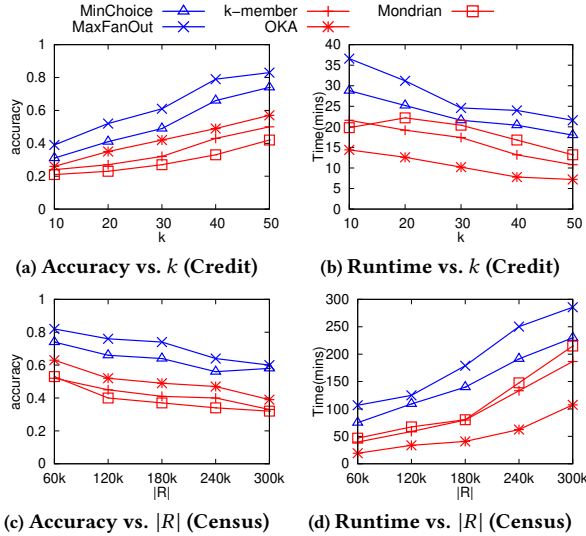 MinChoice k-member Mondrian
MaxFanOut OKA
accuracy
1
0.8
0.6
0.4
0.2
0
10 20 30 40 50
k
Time(mins)
40
35
30
25
20
15
10
5
0
10 20 30 40 50
k
(a) Accuracy vs. k (Credit)
(b) Runtime vs. k (Credit)
accuracy
1
0.8
0.6
0.4
0.2
0
60k 120k 180k 240k 300k
|R|
Time(mins)
300
250
200
150
100
50
0
60k 120k 180k 240k 300k
|R|
(c) Accuracy vs. |R| (Census)
(d) Runtime vs. |R| (Census)